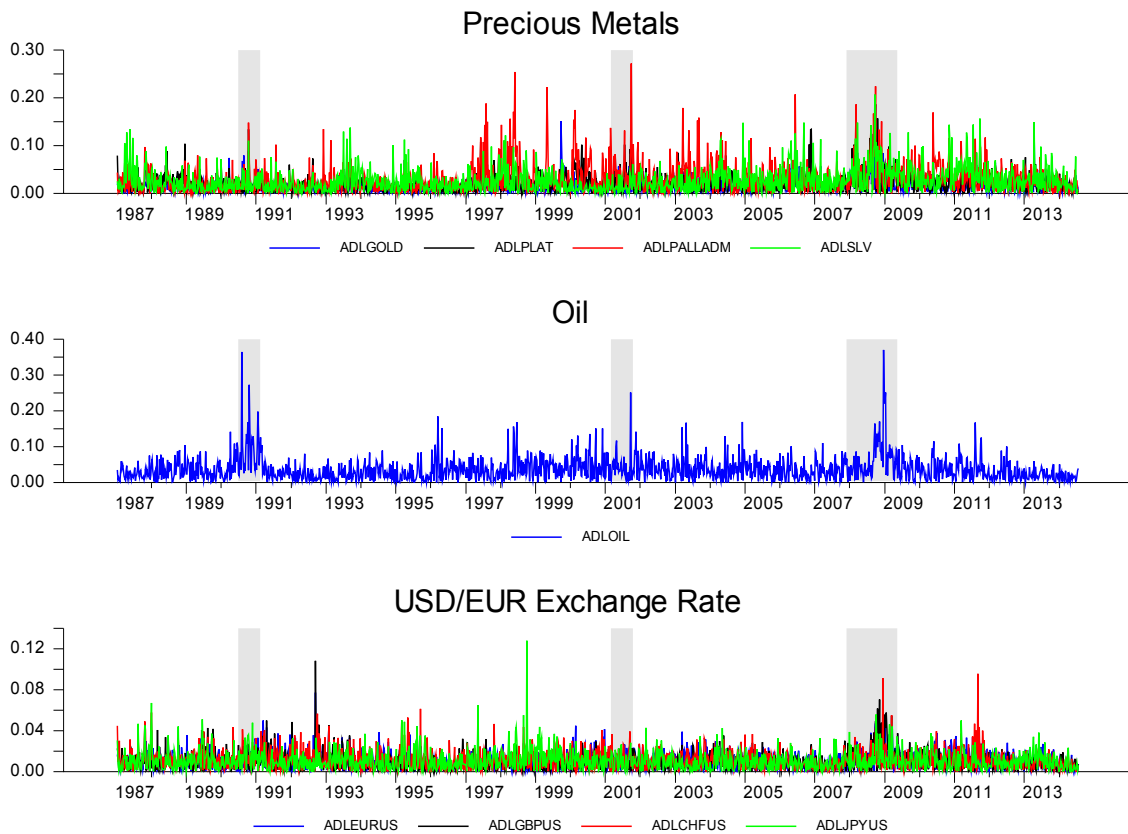 Precious Metals
0.30
0.20
0.10
0.00
1987 1989 1991 1993 1995 1997 1999 2001 2003 2005 2007 2009 2011 2013
ADLGOLD ADLPLAT ADLPALLADM ADLSLV
Oil
0.40
0.30
0.20
0.10
0.00
1987 1989 1991 1993 1995 1997 1999 2001 2003 2005 2007 2009 2011 2013
ADLOIL
USD/EUR Exchange Rate
0.12
0.08
0.04
0.00
1987 1989 1991 1993 1995 1997 1999 2001 2003 2005 2007 2009 2011 2013
ADLEURUS ADLGBPUS ADLCHFUS ADLJPYUS